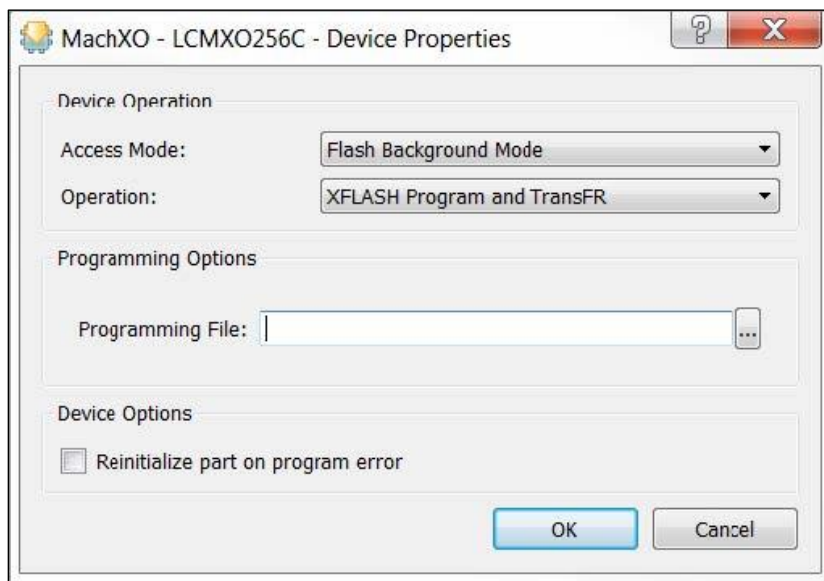 MachXO - LCMXO256C - Device Properties
Device Operation
Access Mode: Flash Background Mode
Operation: XFLASH Program and TransFR
Programming Options
Programming File: ...
Device Options
Reinitialize part on program error
OK Cancel